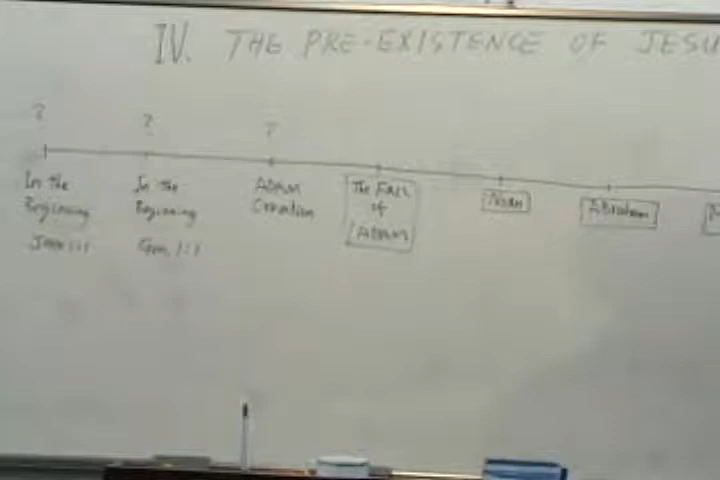 IV. THE PRE-EXISTENCE OF JESU
? ? ?
In the
Beginning
John 1:1
In the
Beginning
Gen 1:1
ADAM
Creation
The Fall
of
ADAM
Noah
Abraham